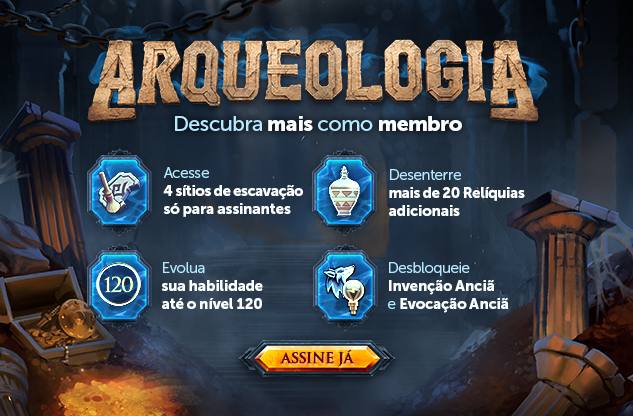 ARQUEOLOGIA
Descubra mais como membro
Acesse
4 sítios de escavação
só para assinantes
Desenterre
mais de 20 Relíquias
adicionais
120
Evolua
sua habilidade
até o nível 120
Desbloqueie
Invenção Anciã
e Evocação Anciã
ASSINE JÁ